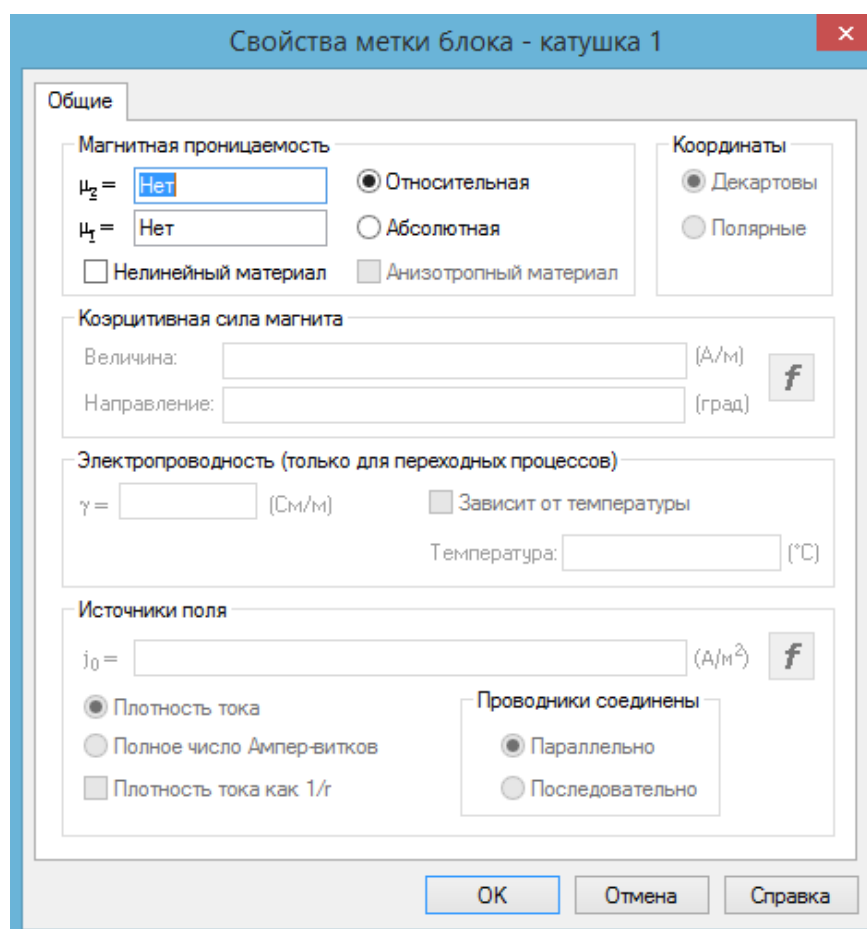 Свойства метки блока - катушка 1
Общие
Магнитная проницаемость
Координаты
μz = Нет
Относительная
Декартовы
μr = Нет
Абсолютная
Полярные
Нелинейный материал
Анизотропный материал
Коэрцитивная сила магнита
Величина: (А/м)
f
Направление: (град)
Электропроводность (только для переходных процессов)
γ = (См/м)
Зависит от температуры
Температура: (°C)
Источники поля
j0 = (А/м²)
f
Плотность тока
Проводники соединены
Полное число Ампер-витков
Параллельно
Плотность тока как 1/r
Последовательно
OK
Отмена
Справка